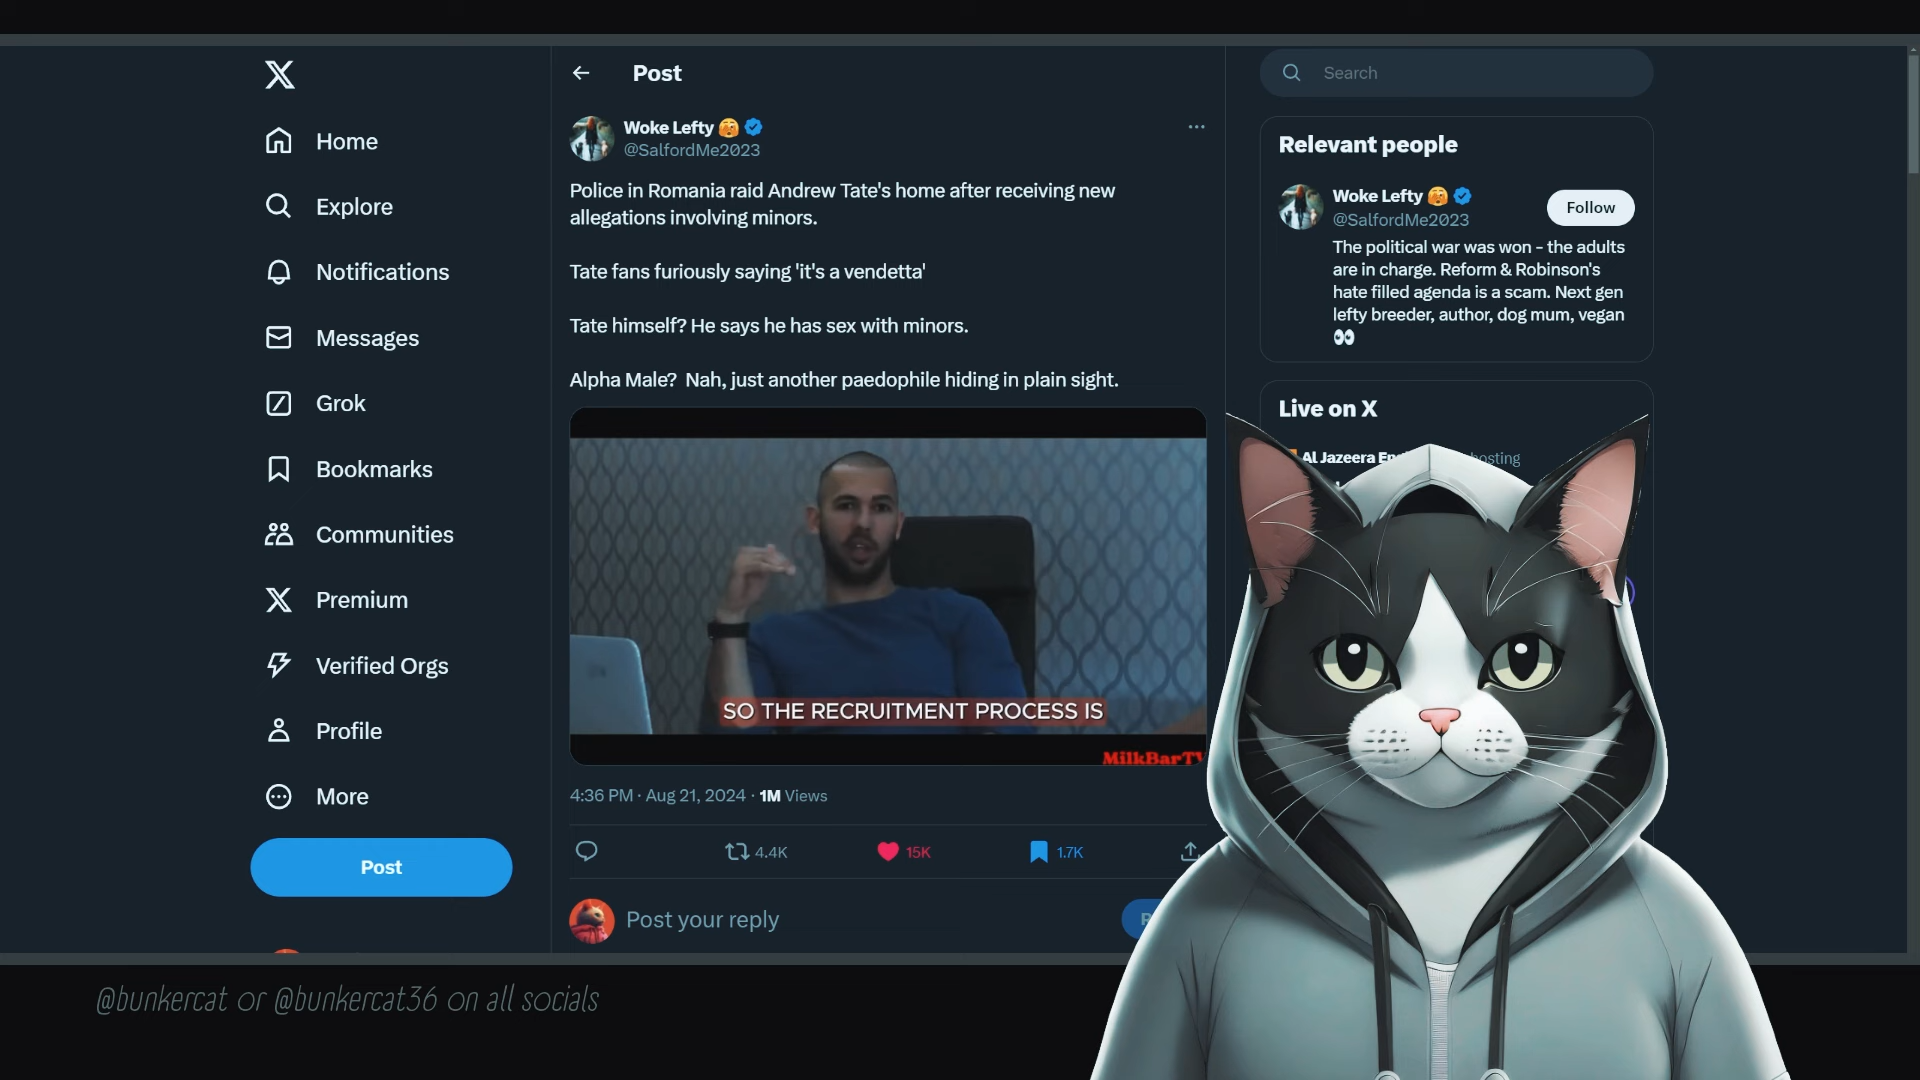 Home
Explore
Notifications
Messages
Grok
Bookmarks
Communities
Premium
Verified Orgs
Profile
More
Post
Post
Woke Lefty
@SalfordMe2023
Police in Romania raid Andrew Tate's home after receiving new
allegations involving minors.
Tate fans furiously saying 'it's a vendetta'
Tate himself? He says he has sex with minors.
Alpha Male? Nah, just another paedophile hiding in plain sight.
SO THE RECRUITMENT PROCESS IS
MilkBarTV
4:36 PM · Aug 21, 2024 · 1M Views
4.4K 15K 1.7K
Post your reply
Search
Relevant people
Woke Lefty
@SalfordMe2023
Follow
The political war was won - the adults
are in charge. Reform & Robinson's
hate filled agenda is a scam. Next gen
lefty breeder, author, dog mum, vegan
Live on X
Al Jazeera
@bunkercat or @bunkercat36 on all socials